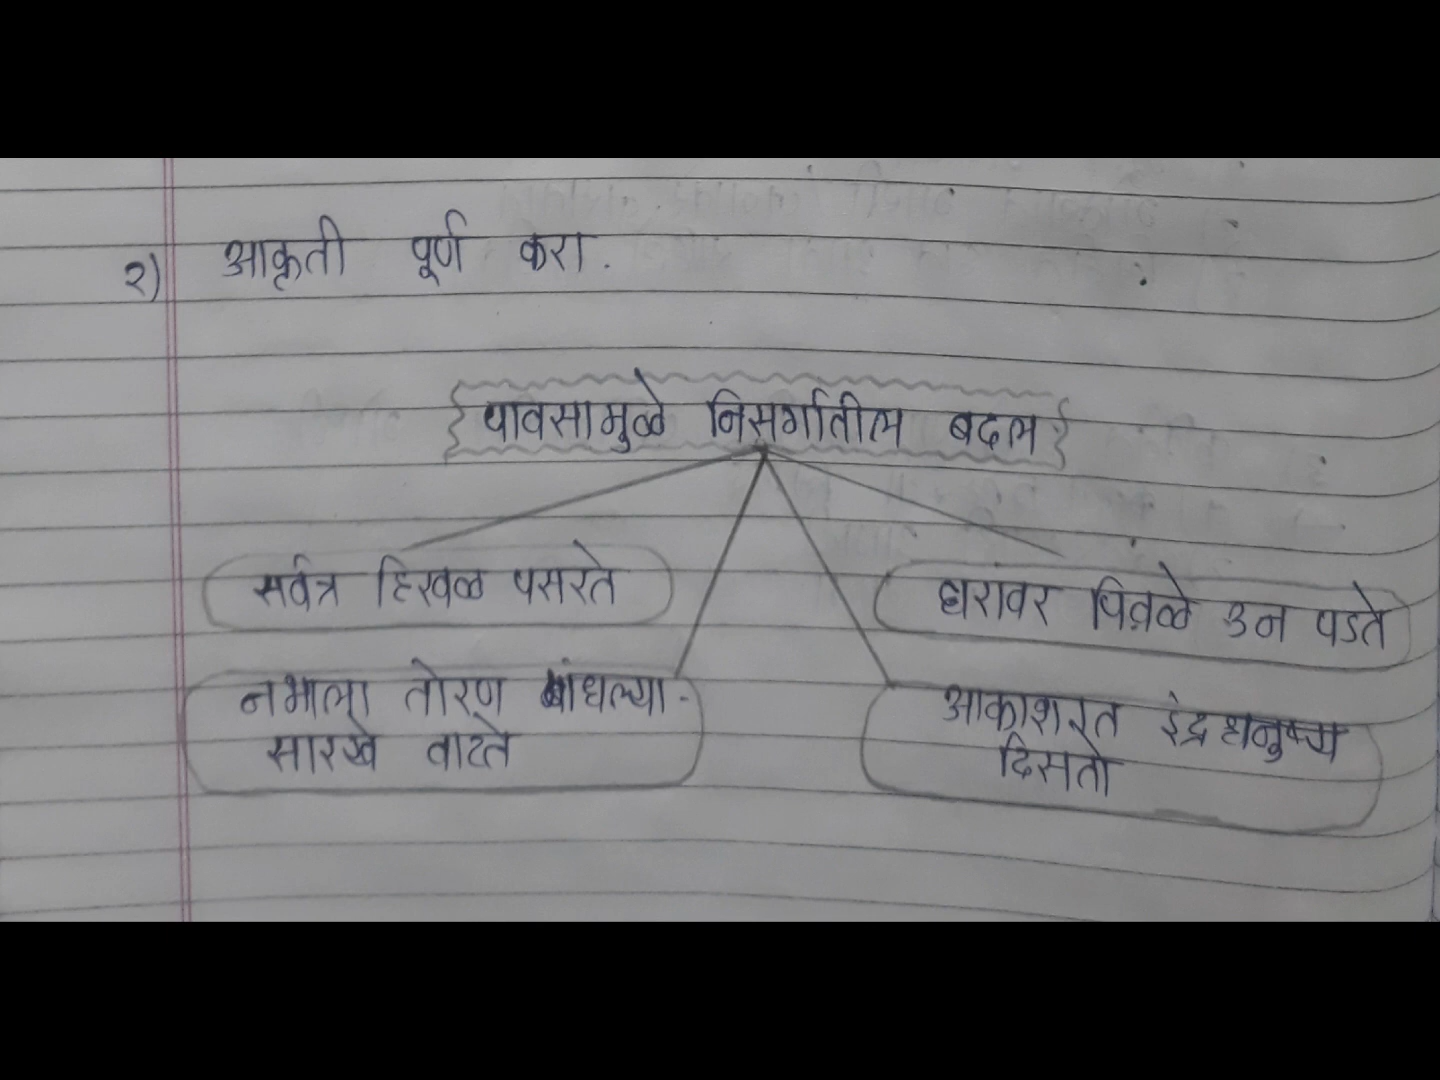 २) आकृती पूर्ण करा.
पावसामुळे निसर्गातील बदल
सर्वत्र हिरवळ पसरते
घरांवर पिवळे उन पडते
नभाला तोरण बांधल्या-
सारखे वाटते
आकाशात इंद्रधनुष्य
दिसतो